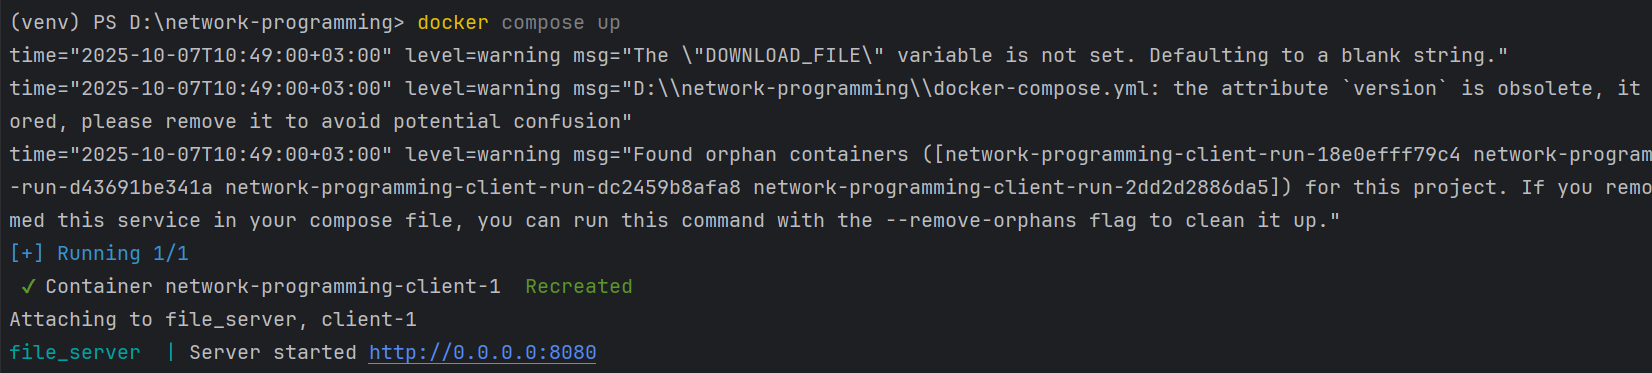 (venv) PS D:\network-programming> docker compose up
time="2025-10-07T10:49:00+03:00" level=warning msg="The \"DOWNLOAD_FILE\" variable is not set. Defaulting to a blank string."
time="2025-10-07T10:49:00+03:00" level=warning msg="D:\\network-programming\\docker-compose.yml: the attribute `version` is obsolete, it
ored, please remove it to avoid potential confusion"
time="2025-10-07T10:49:00+03:00" level=warning msg="Found orphan containers ([network-programming-client-run-18e0efff79c4 network-program
-run-d43691be341a network-programming-client-run-dc2459b8afa8 network-programming-client-run-2dd2d2886da5]) for this project. If you remo
med this service in your compose file, you can run this command with the --remove-orphans flag to clean it up."
[+] Running 1/1
✓ Container network-programming-client-1 Recreated
Attaching to file_server, client-1
file_server | Server started http://0.0.0.0:8080